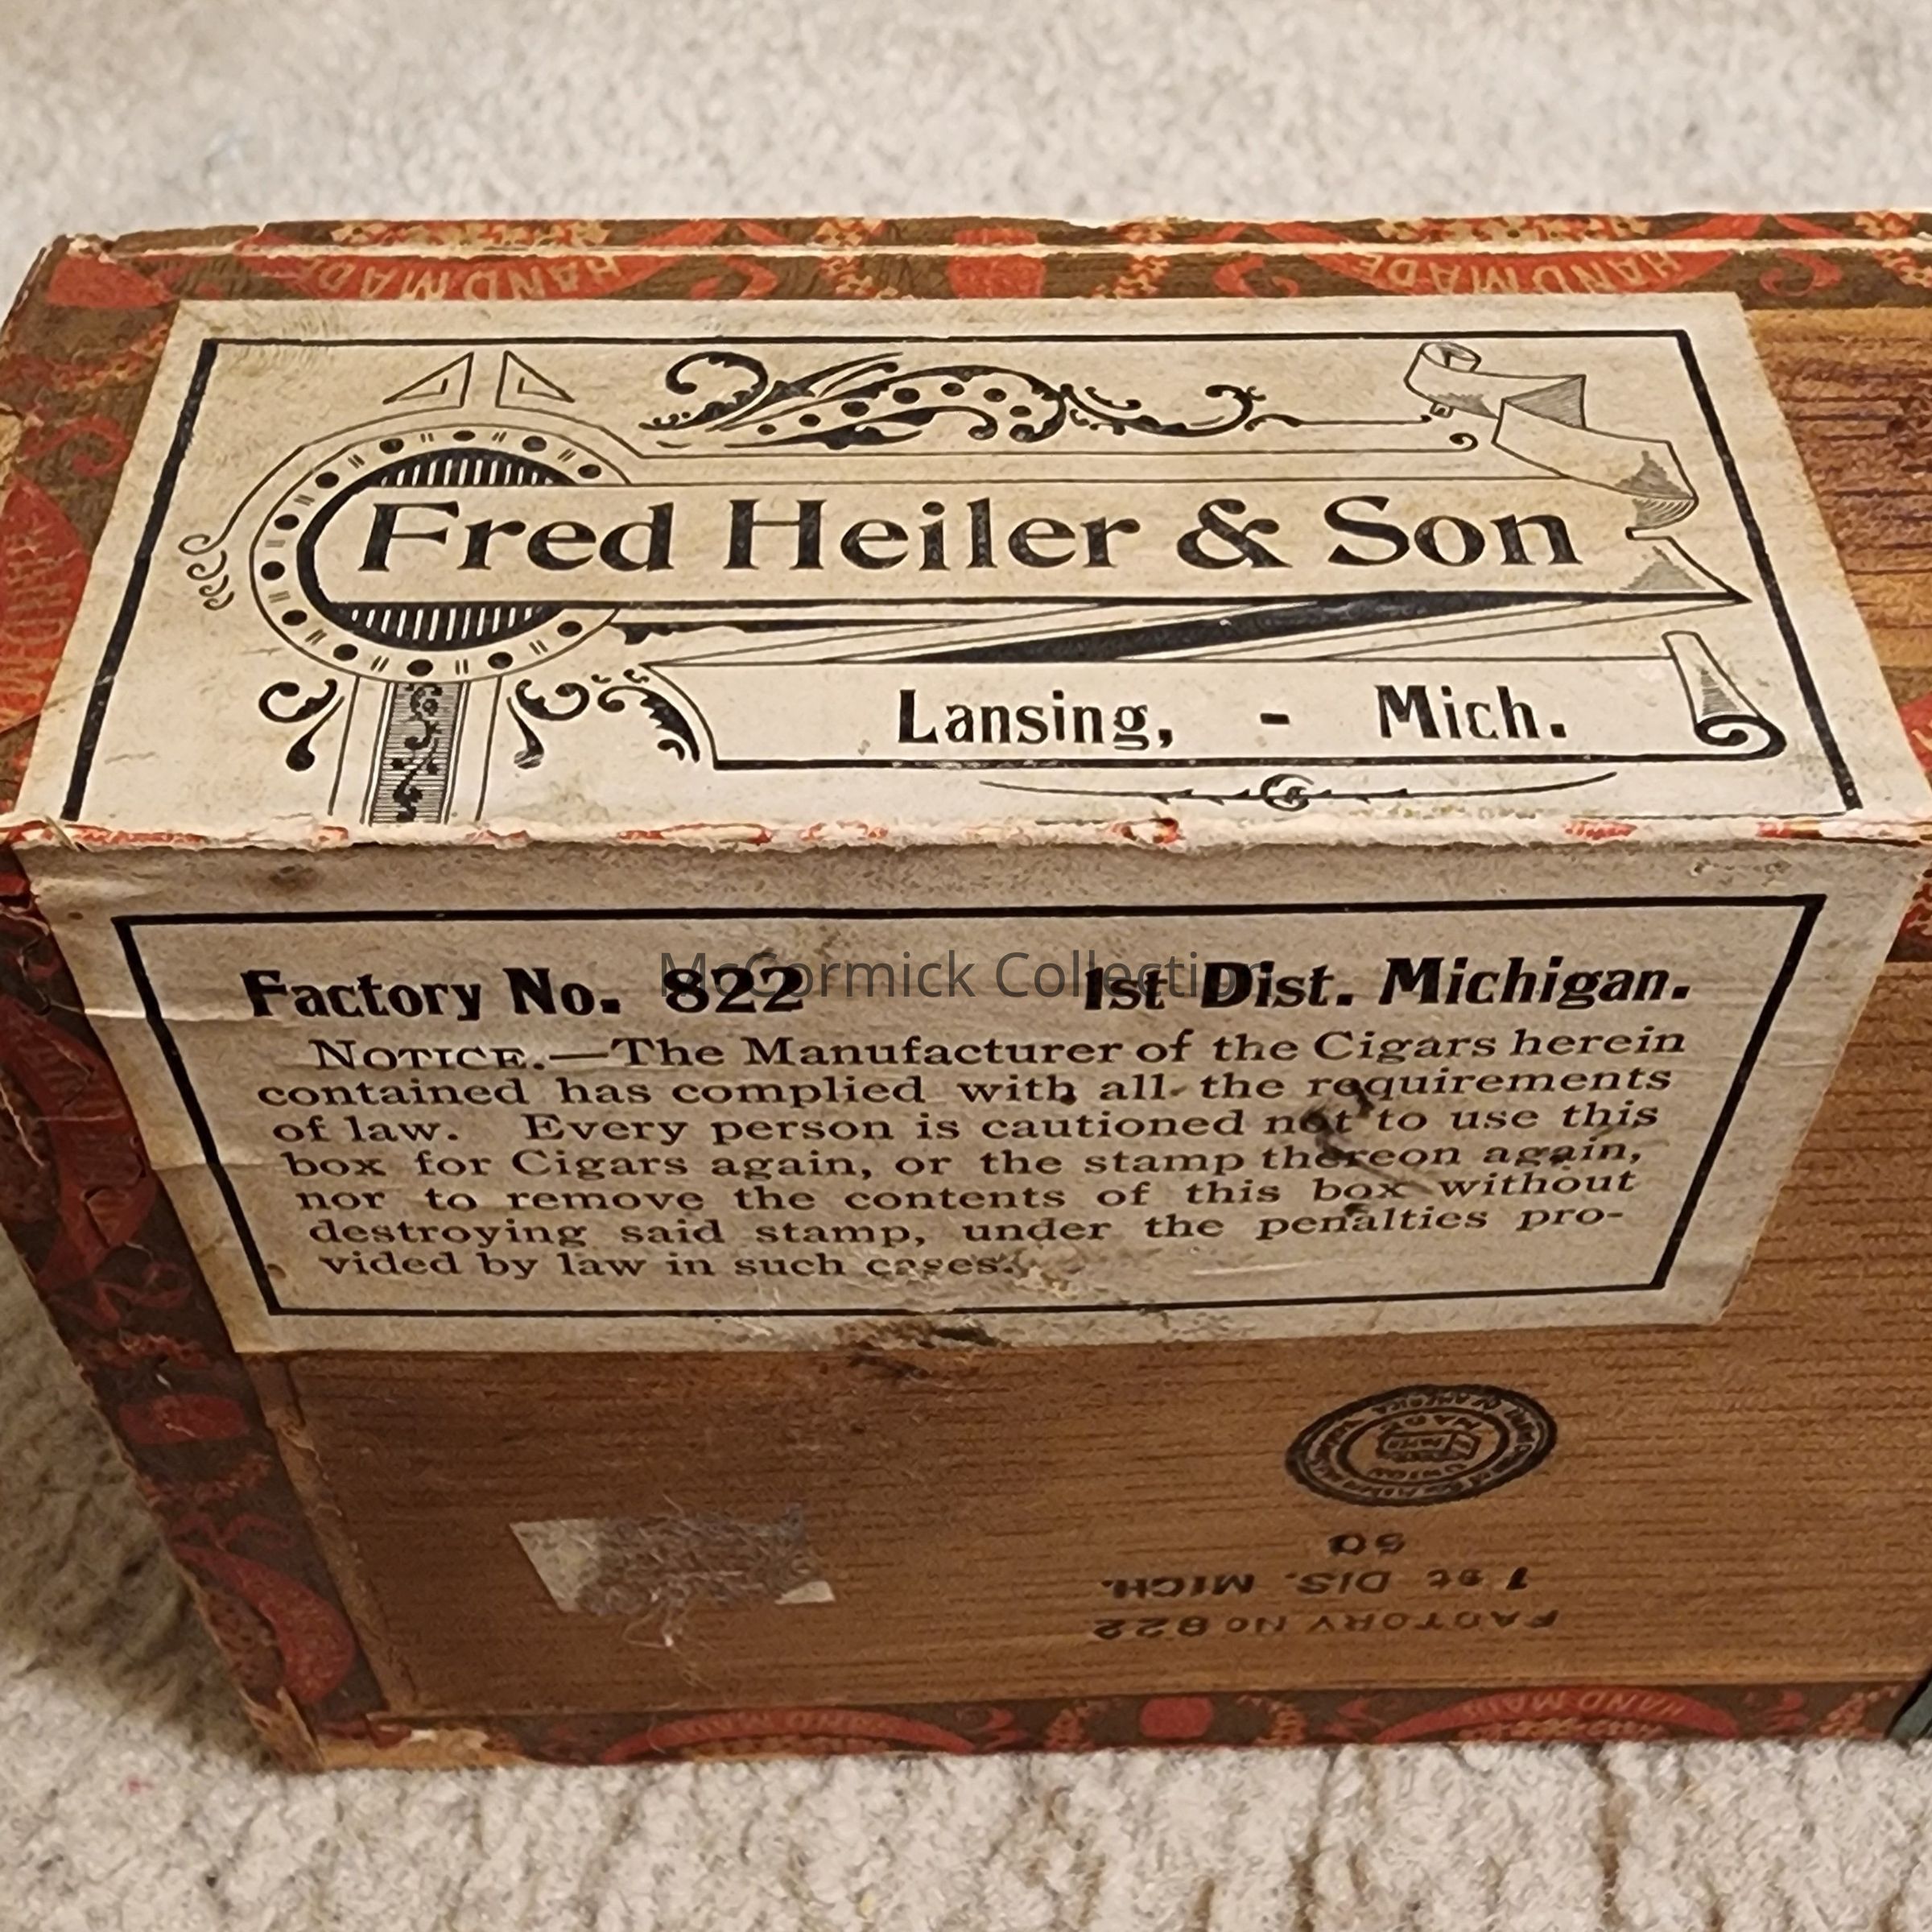 HANDMADE HANDMADE
Fred Heiler & Son
Lansing, - Mich.
McCormick Collection
Factory No. 822 1st Dist. Michigan.
NOTICE.—The Manufacturer of the Cigars herein
contained has complied with all the requirements
of law. Every person is cautioned not to use this
box for Cigars again, or the stamp thereon again,
nor to remove the contents of this box without
destroying said stamp, under the penalties pro-
vided by law in such cases.
FACTORY No 822
1st DIS. MICH.
50
HAND MADE HAND MADE